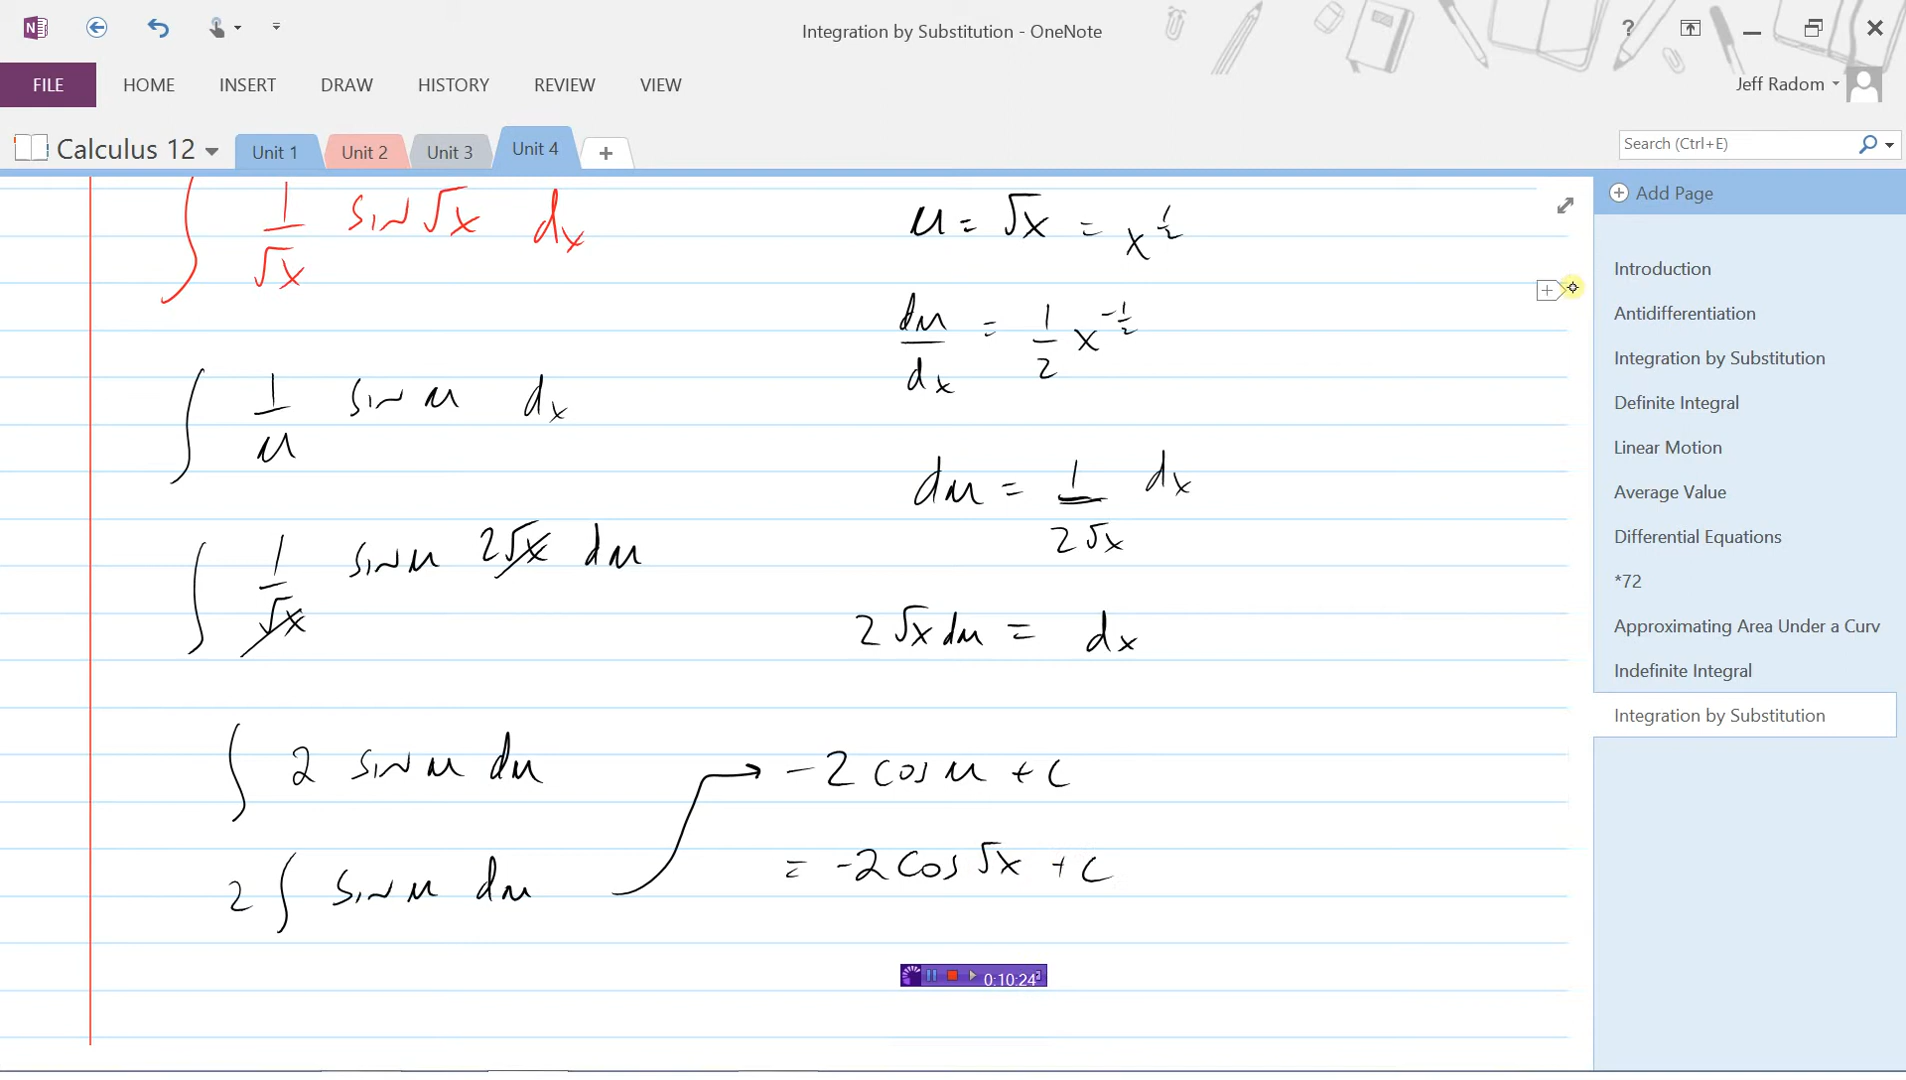 Integration by Substitution - OneNote
?
FILE HOME INSERT DRAW HISTORY REVIEW VIEW
Jeff Radom
Calculus 12 Unit 1 Unit 2 Unit 3 Unit 4 +
Search (Ctrl+E)
Add Page
Introduction
Antidifferentiation
Integration by Substitution
Definite Integral
Linear Motion
Average Value
Differential Equations
*72
Approximating Area Under a Curv
Indefinite Integral
Integration by Substitution
∫ 1/√x sin √x dx
∫ 1/u sin u dx
∫ 1/√x sin u 2√x du
∫ 2 sin u du
2 ∫ sin u du
u = √x = x^1/2
du/dx = 1/2 x^-1/2
du = 1/2√x dx
2√x du = dx
→ -2 cos u + c
= -2 cos √x + c
0:10:24